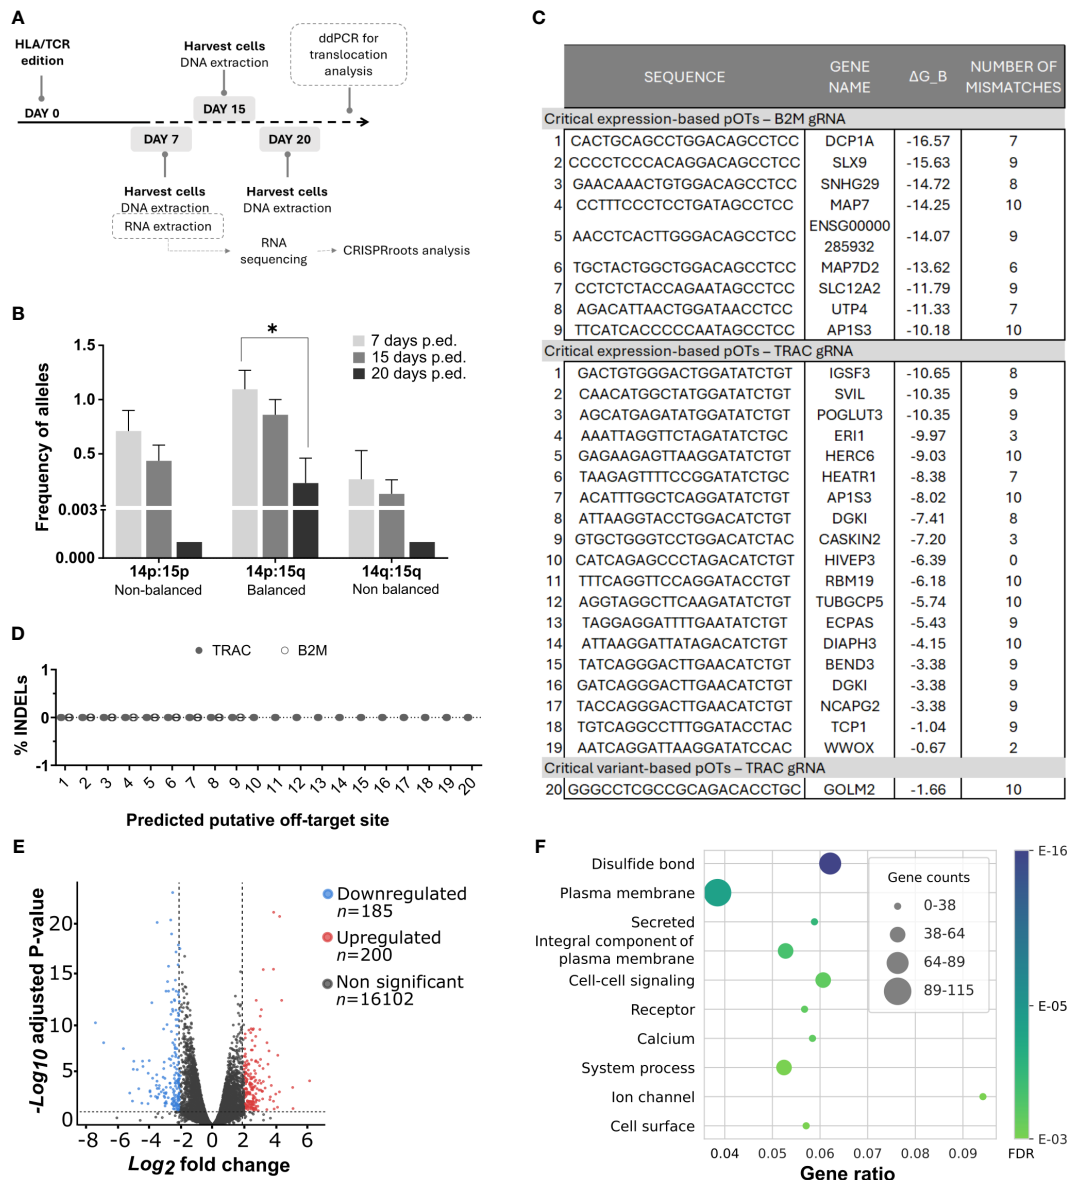 A
HLA/TCR
edition
DAY 0
Harvest cells
DNA extraction
DAY 15
ddPCR for
translocation
analysis
DAY 7
DAY 20
Harvest cells
DNA extraction
RNA extraction
Harvest cells
DNA extraction
RNA
sequencing
CRISPRroots analysis
B
Frequency of alleles
1.5
1.0
0.5
0.003
0.000
*
7 days p.ed.
15 days p.ed.
20 days p.ed.
14p:15p
Non-balanced
14p:15q
Balanced
14q:15q
Non balanced
C
SEQUENCE GENE NAME ΔG_B NUMBER OF MISMATCHES
Critical expression-based pOTs – B2M gRNA
1 CACTGCAGCCTGGACAGCCTCC DCP1A -16.57 7
2 CCCCTCCCACAGGACAGCCTCC SLX9 -15.63 9
3 GAACAAACTGTGGACAGCCTCC SNHG29 -14.72 8
4 CCTTTCCCTCCTGATAGCCTCC MAP7 -14.25 10
5 AACCTCACTTGGGACAGCCTCC ENSG00000285932 -14.07 9
6 TGCTACTGGCTGGACAGCCTCC MAP7D2 -13.62 6
7 CCTCTCTACCAGAATAGCCTCC SLC12A2 -11.79 9
8 AGACATTAACTGGATAACCTCC UTP4 -11.33 7
9 TTCATCACCCCCAATAGCCTCC AP1S3 -10.18 10
Critical expression-based pOTs – TRAC gRNA
1 GACTGTGGGACTGGATATCTGT IGSF3 -10.65 8
2 CAACATGGCTATGGATATCTGT SVIL -10.35 9
3 AGCATGAGATATGGATATCTGT POGLUT3 -10.35 9
4 AAATTAGGTTCTAGATATCTGC ERI1 -9.97 3
5 GAGAAGAGTTAAGGATATCTGT HERC6 -9.03 10
6 TAAGAGTTTTCCGGATATCTGC HEATR1 -8.38 7
7 ACATTTGGCTCAGGATATCTGT AP1S3 -8.02 10
8 ATTAAGGTACCTGGACATCTGT DGKI -7.41 8
9 GTGCTGGGTCCTGGACATCTAC CASKIN2 -7.20 3
10 CATCAGAGCCCTAGACATCTGT HIVEP3 -6.39 0
11 TTTCAGGTTCCAGGATACCTGT RBM19 -6.18 10
12 AGGTAGGCTTCAAGATATCTGT TUBGCP5 -5.74 10
13 TAGGAGGATTTTGAATATCTGT ECPAS -5.43 9
14 ATTAAGGATTATAGACATCTGT DIAPH3 -4.15 10
15 TATCAGGGACTTGAACATCTGT BEND3 -3.38 9
16 GATCAGGGACTTGAACATCTGT DGKI -3.38 9
17 TACCAGGGACTTGAACATCTGT NCAPG2 -3.38 9
18 TGTCAGGCCTTTGGATACCTAC TCP1 -1.04 9
19 AATCAGGATTAAGGATATCCAC WWOX -0.67 2
Critical variant-based pOTs – TRAC gRNA
20 GGGCCTCGCCGCAGACACCTGC GOLM2 -1.66 10
D
TRAC B2M
% INDELs
1
0
-1
1 2 3 4 5 6 7 8 9 10 11 12 13 14 15 16 17 18 19 20
Predicted putative off-target site
E
-Log10 adjusted P-value
20
15
10
5
0
-8 -6 -4 -2 0 2 4 6
Log2 fold change
Downregulated
n=185
Upregulated
n=200
Non significant
n=16102
F
Disulfide bond
Plasma membrane
Secreted
Integral component of
plasma membrane
Cell-cell signaling
Receptor
Calcium
System process
Ion channel
Cell surface
0.04 0.05 0.06 0.07 0.08 0.09
Gene ratio
Gene counts
0-38
38-64
64-89
89-115
E-16
E-05
E-03
FDR